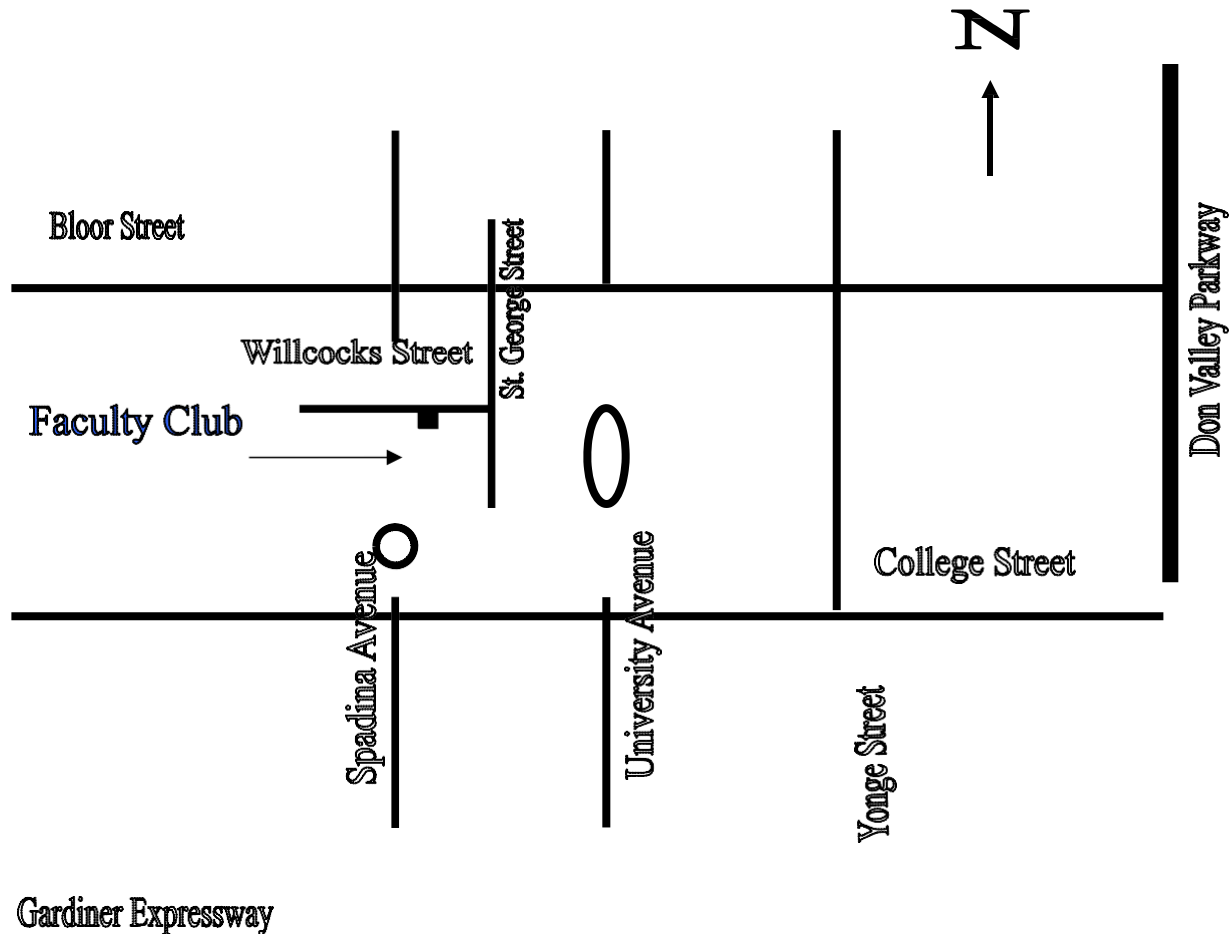 N
Bloor Street
St. George Street
Don Valley Parkway
Willcocks Street
Faculty Club
College Street
Spadina Avenue
University Avenue
Yonge Street
Gardiner Expressway